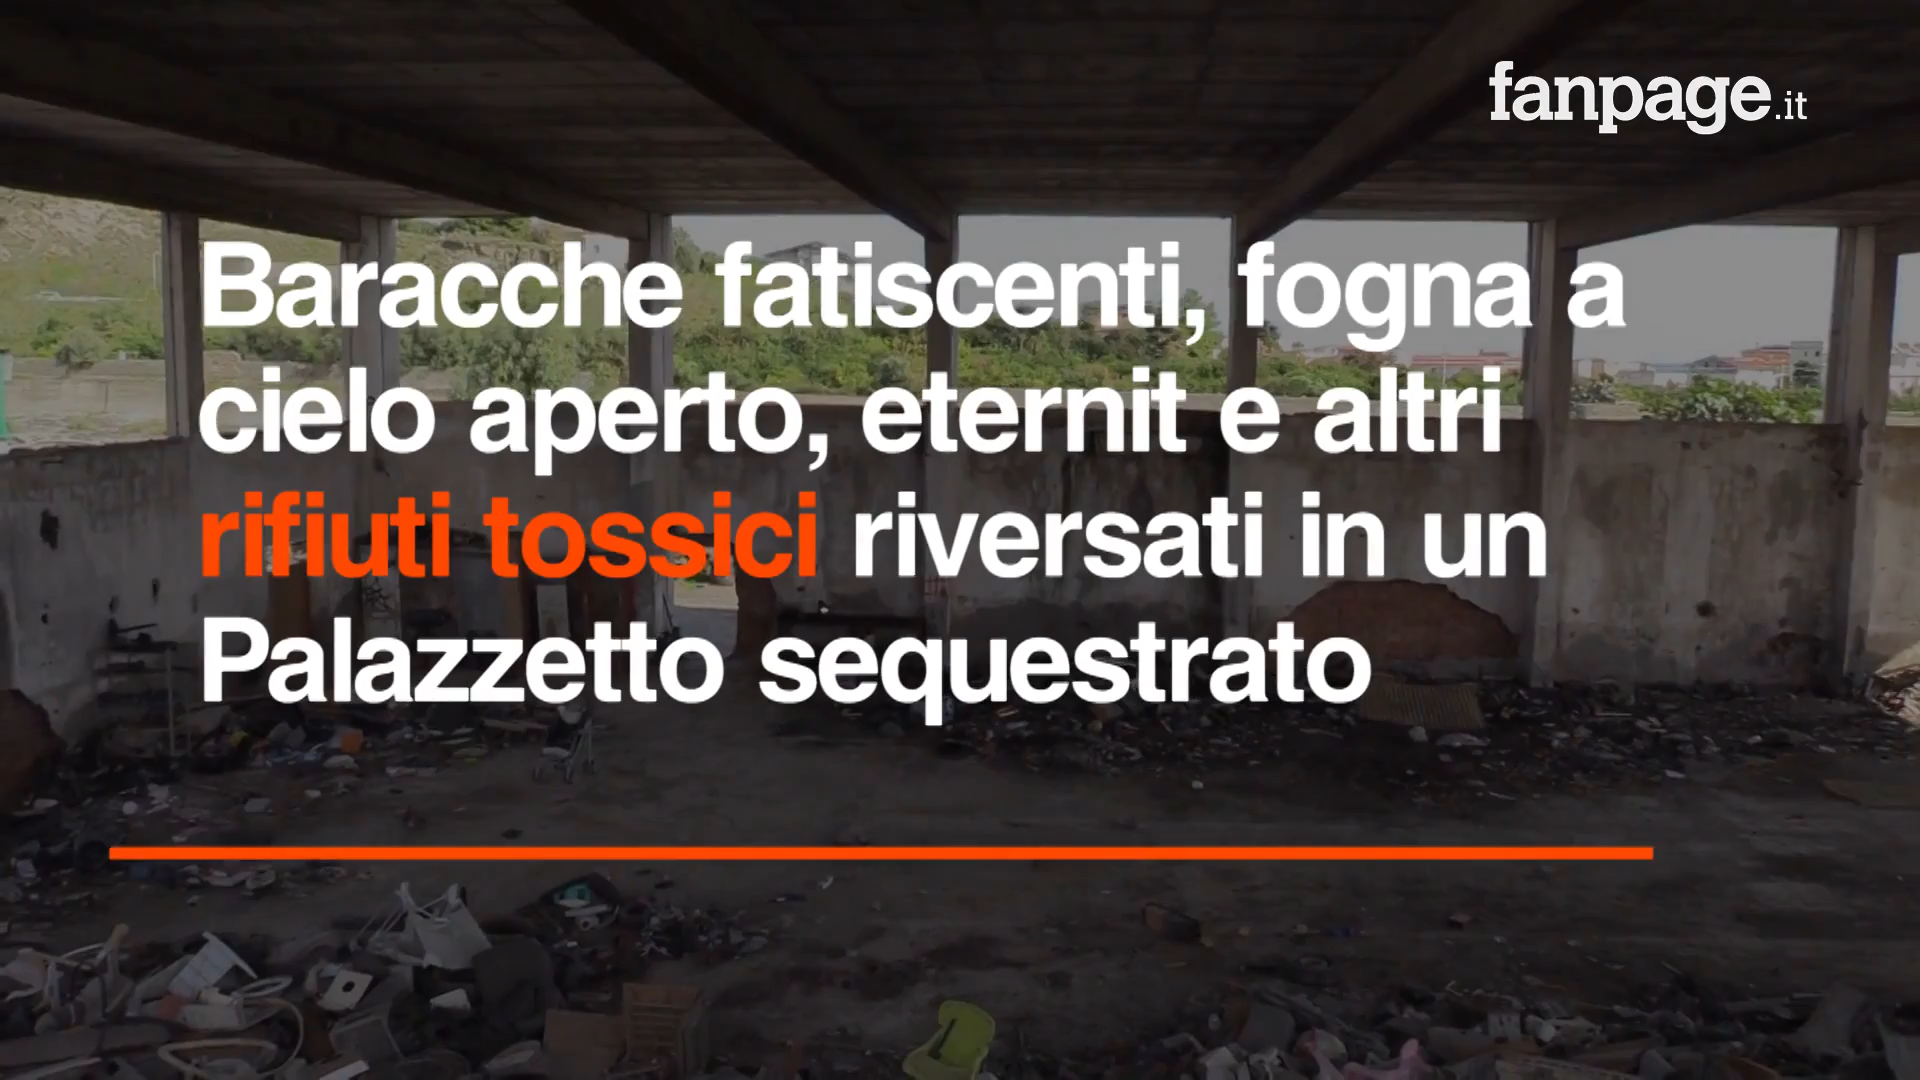 fanpage.it
Baracche fatiscenti, fogna a
cielo aperto, eternit e altri
rifiuti tossici riversati in un
Palazzetto sequestrato